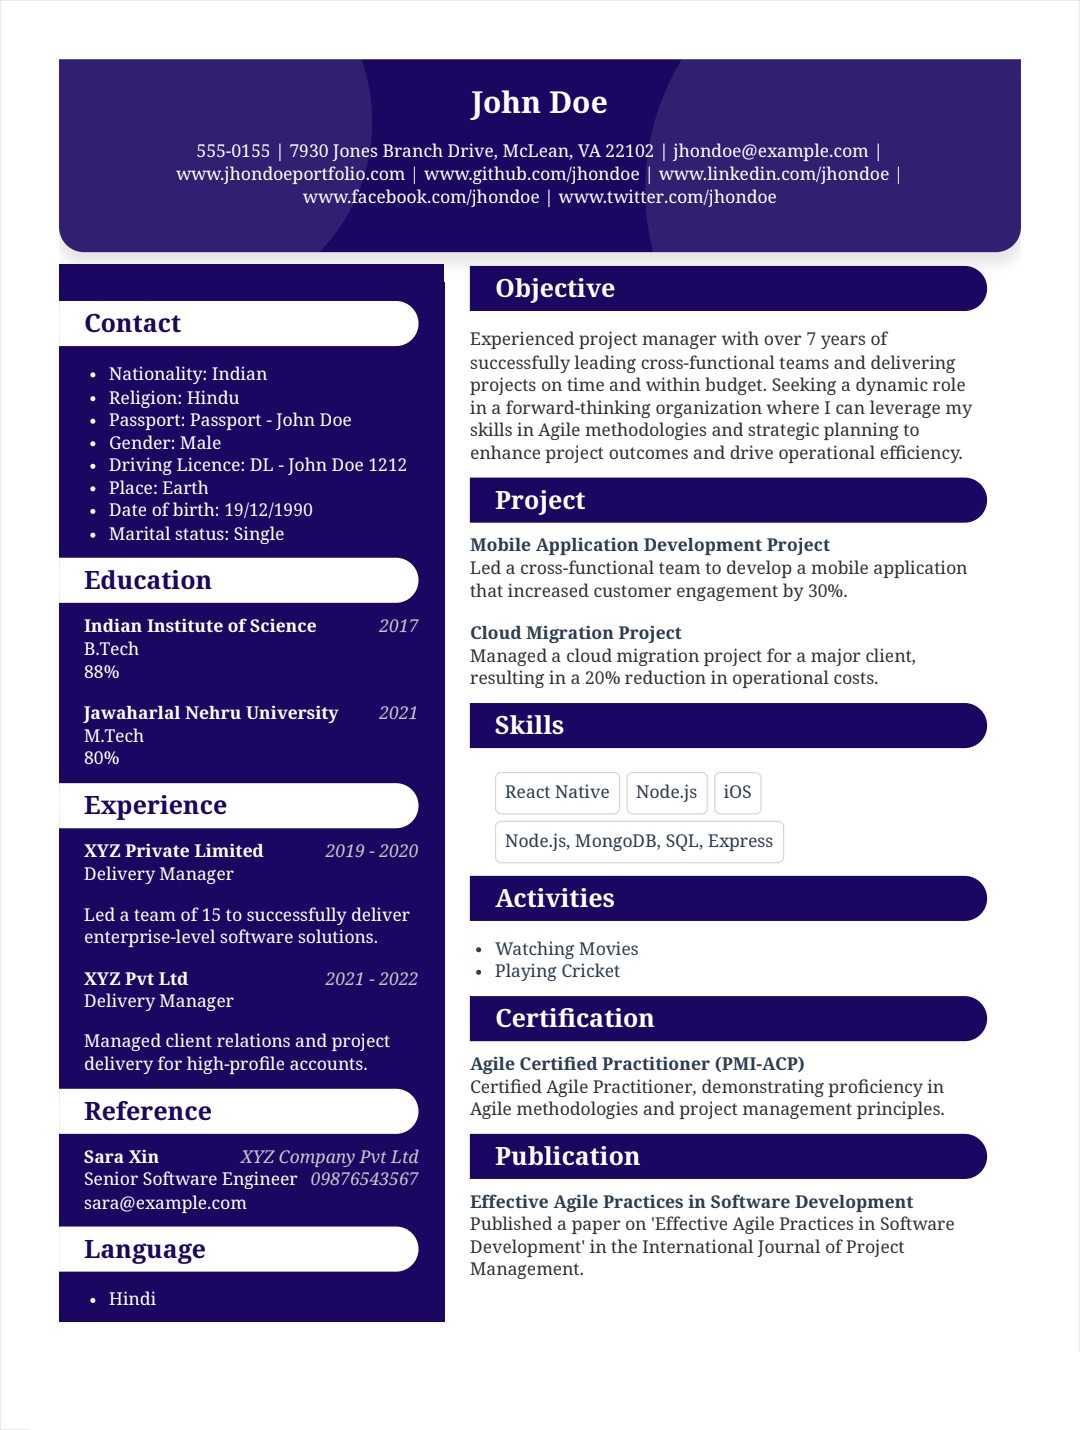 John Doe
555-0155 | 7930 Jones Branch Drive, McLean, VA 22102 | jhondoe@example.com |
www.jhondoeportfolio.com | www.github.com/jhondoe | www.linkedin.com/jhondoe |
www.facebook.com/jhondoe | www.twitter.com/jhondoe
Contact
• Nationality: Indian
• Religion: Hindu
• Passport: Passport - John Doe
• Gender: Male
• Driving Licence: DL - John Doe 1212
• Place: Earth
• Date of birth: 19/12/1990
• Marital status: Single
Education
Indian Institute of Science 2017
B.Tech
88%
Jawaharlal Nehru University 2021
M.Tech
80%
Experience
XYZ Private Limited 2019 - 2020
Delivery Manager
Led a team of 15 to successfully deliver
enterprise-level software solutions.
XYZ Pvt Ltd 2021 - 2022
Delivery Manager
Managed client relations and project
delivery for high-profile accounts.
Reference
Sara Xin XYZ Company Pvt Ltd
Senior Software Engineer 09876543567
sara@example.com
Language
• Hindi
Objective
Experienced project manager with over 7 years of
successfully leading cross-functional teams and delivering
projects on time and within budget. Seeking a dynamic role
in a forward-thinking organization where I can leverage my
skills in Agile methodologies and strategic planning to
enhance project outcomes and drive operational efficiency.
Project
Mobile Application Development Project
Led a cross-functional team to develop a mobile application
that increased customer engagement by 30%.
Cloud Migration Project
Managed a cloud migration project for a major client,
resulting in a 20% reduction in operational costs.
Skills
React Native Node.js iOS
Node.js, MongoDB, SQL, Express
Activities
• Watching Movies
• Playing Cricket
Certification
Agile Certified Practitioner (PMI-ACP)
Certified Agile Practitioner, demonstrating proficiency in
Agile methodologies and project management principles.
Publication
Effective Agile Practices in Software Development
Published a paper on 'Effective Agile Practices in Software
Development' in the International Journal of Project
Management.